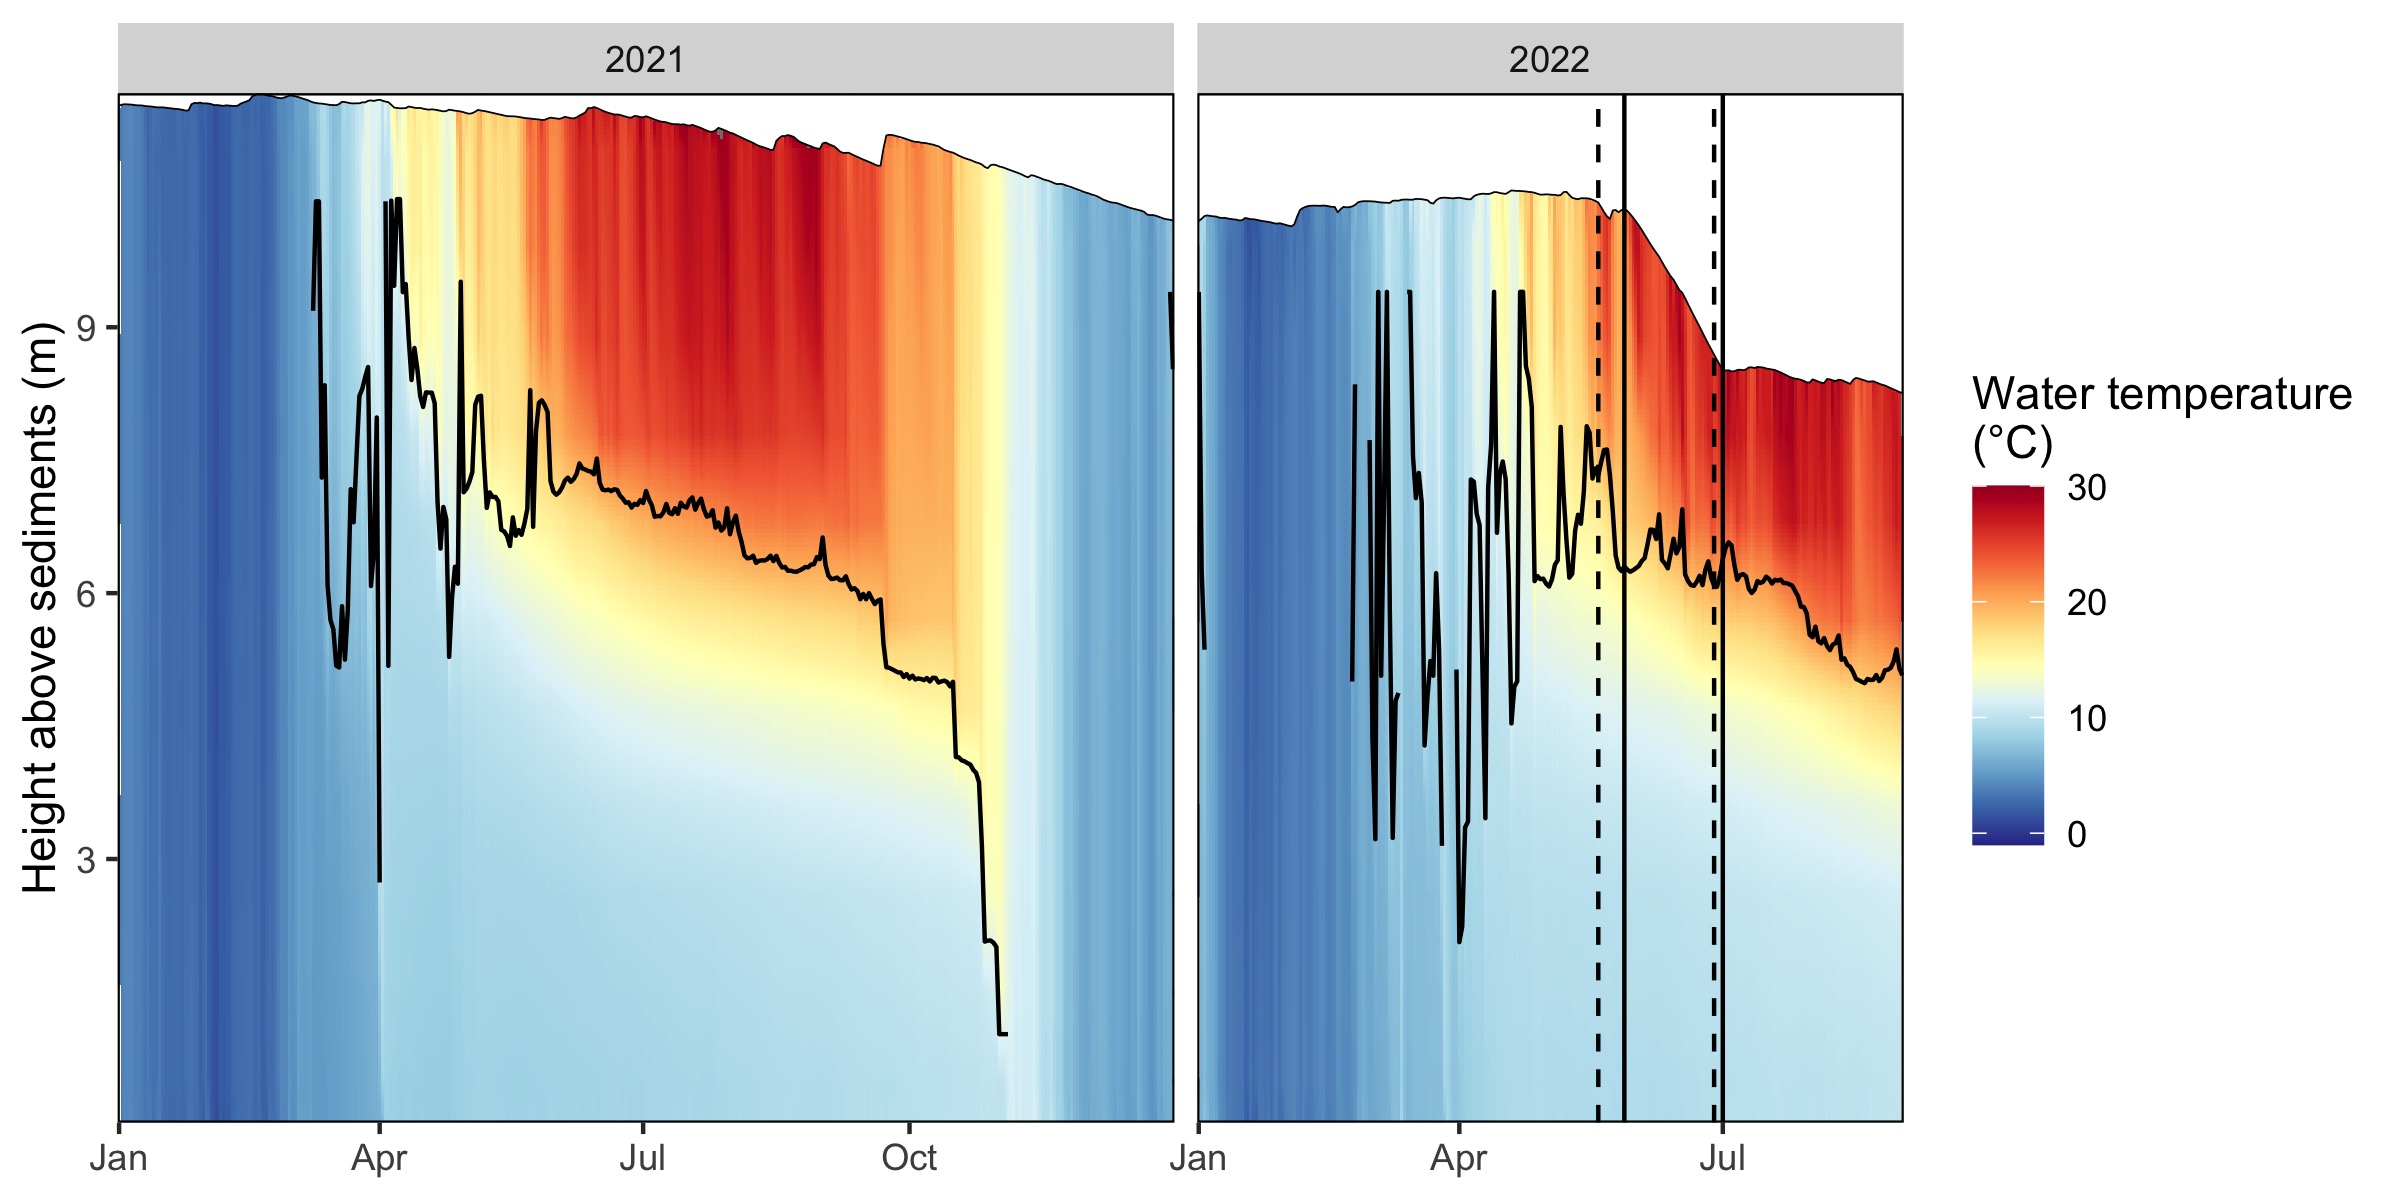 2021
2022
Height above sediments (m)
9
6
3
Jan
Apr
Jul
Oct
Jan
Apr
Jul
Water temperature
(°C)
30
20
10
0